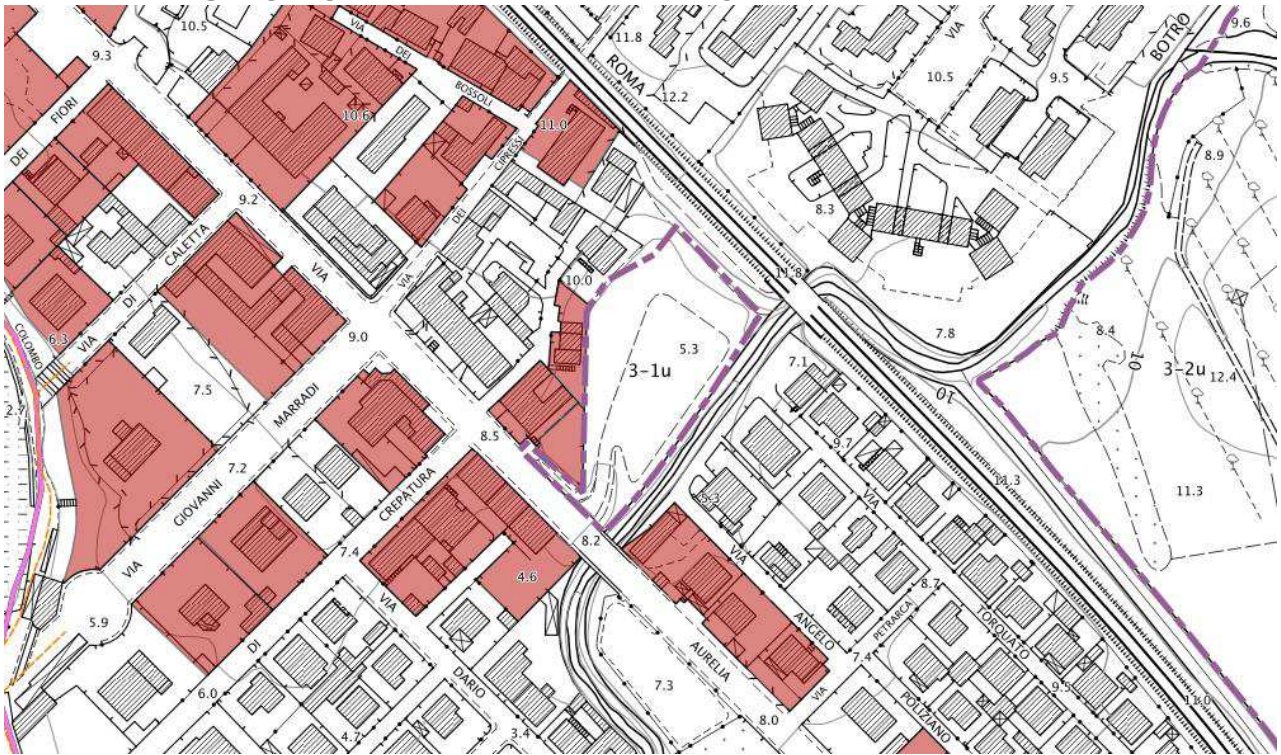 10.5
9.3
VIA
DEI
BOSSOLI
11.8
ROMA
12.2
VIA
10.5
9.5
BOTRO
9.6
FIORI
DEI
10.6
11.0
CIPRESSI
DEI
VIA
8.9
9.2
VIA
8.3
CALETTA
DI
VIA
10.0
11.8
COLOMBO
6.3
9.0
5.3
3-1u
7.8
8.4
10
3-2u
12.4
7.1
10
2.7
7.5
MARRADI
GIOVANNI
VIA
7.2
8.5
9.7
VIA
11.3
11.3
CREPATURA
DI
5.3
8.2
VIA
ANGELO
POLIZIANO
7.4
4.6
8.7
PETRARCA
VIA
TORQUATO
5.9
VIA
DARIO
AURELIA
7.3
7.4
6.0
9.5
11.0
4.7
3.4
8.0